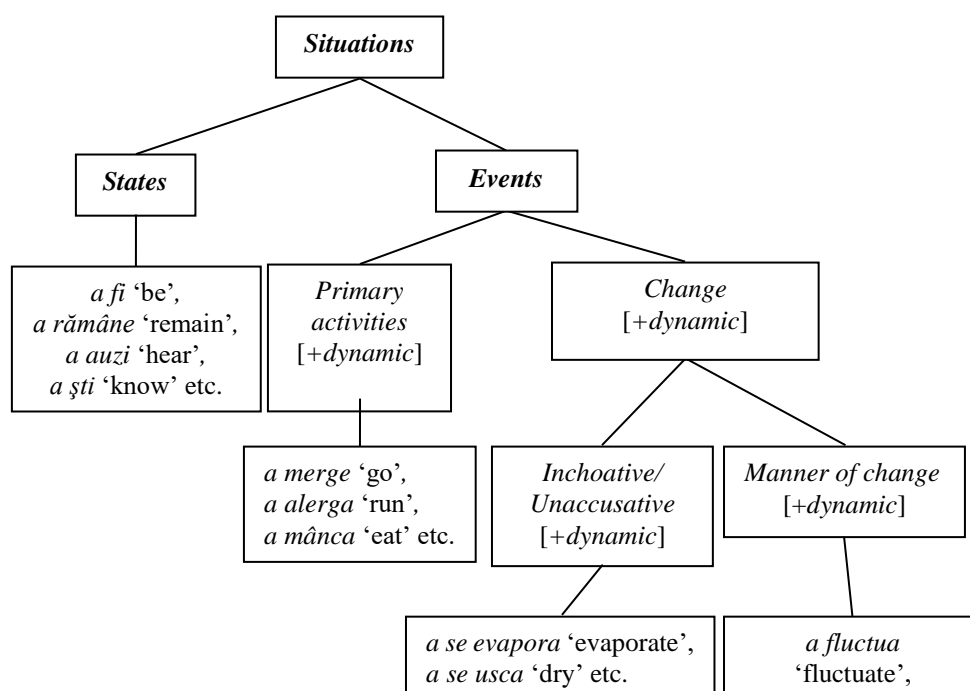 Situations
States
Events
a fi ‘be’,
a rămâne ‘remain’,
a auzi ‘hear’,
a şti ‘know’ etc.
Primary
activities
[+dynamic]
Change
[+dynamic]
a merge ‘go’,
a alerga ‘run’,
a mânca ‘eat’ etc.
Inchoative/
Unaccusative
[+dynamic]
Manner of change
[+dynamic]
a se evapora ‘evaporate’,
a se usca ‘dry’ etc.
a fluctua
‘fluctuate’,